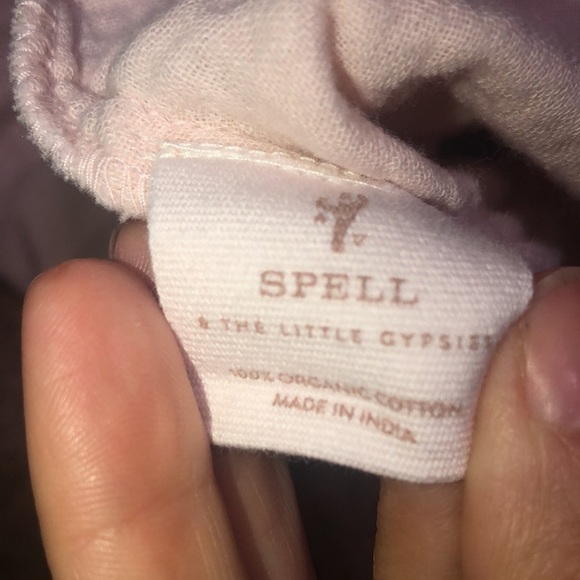 SPELL
& THE LITTLE GYPSIES
100% ORGANIC COTTON
MADE IN INDIA